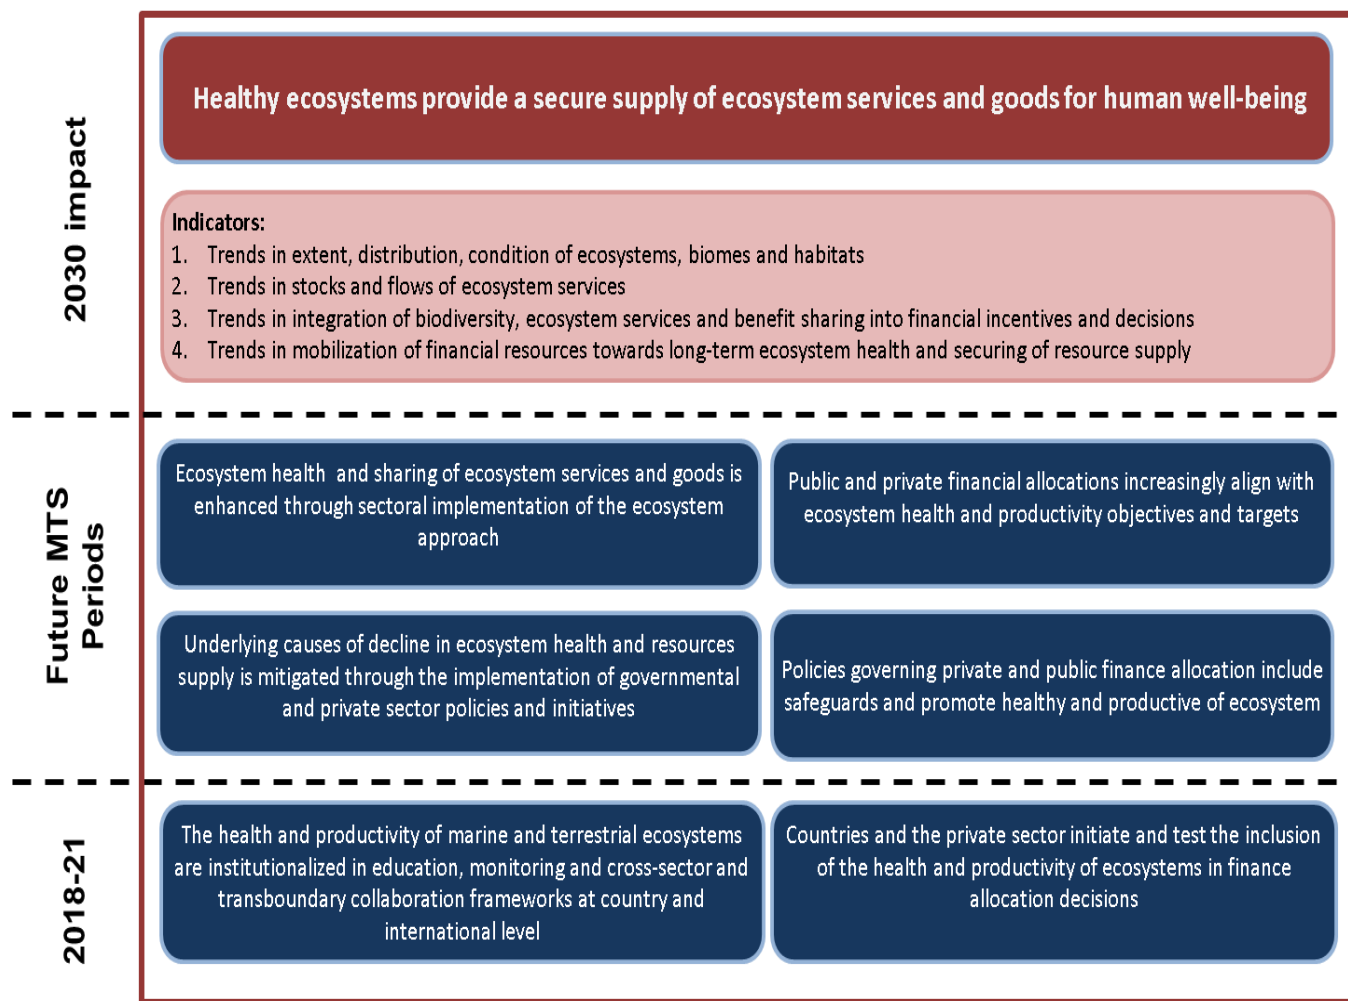 2030 impact
Healthy ecosystems provide a secure supply of ecosystem services and goods for human well-being
Indicators:
1. Trends in extent, distribution, condition of ecosystems, biomes and habitats
2. Trends in stocks and flows of ecosystem services
3. Trends in integration of biodiversity, ecosystem services and benefit sharing into financial incentives and decisions
4. Trends in mobilization of financial resources towards long-term ecosystem health and securing of resource supply
Future MTS
Periods
Ecosystem health and sharing of ecosystem services and goods is
enhanced through sectoral implementation of the ecosystem
approach
Public and private financial allocations increasingly align with
ecosystem health and productivity objectives and targets
Underlying causes of decline in ecosystem health and resources
supply is mitigated through the implementation of governmental
and private sector policies and initiatives
Policies governing private and public finance allocation include
safeguards and promote healthy and productive of ecosystem
2018-21
The health and productivity of marine and terrestrial ecosystems
are institutionalized in education, monitoring and cross-sector and
transboundary collaboration frameworks at country and
international level
Countries and the private sector initiate and test the inclusion
of the health and productivity of ecosystems in finance
allocation decisions